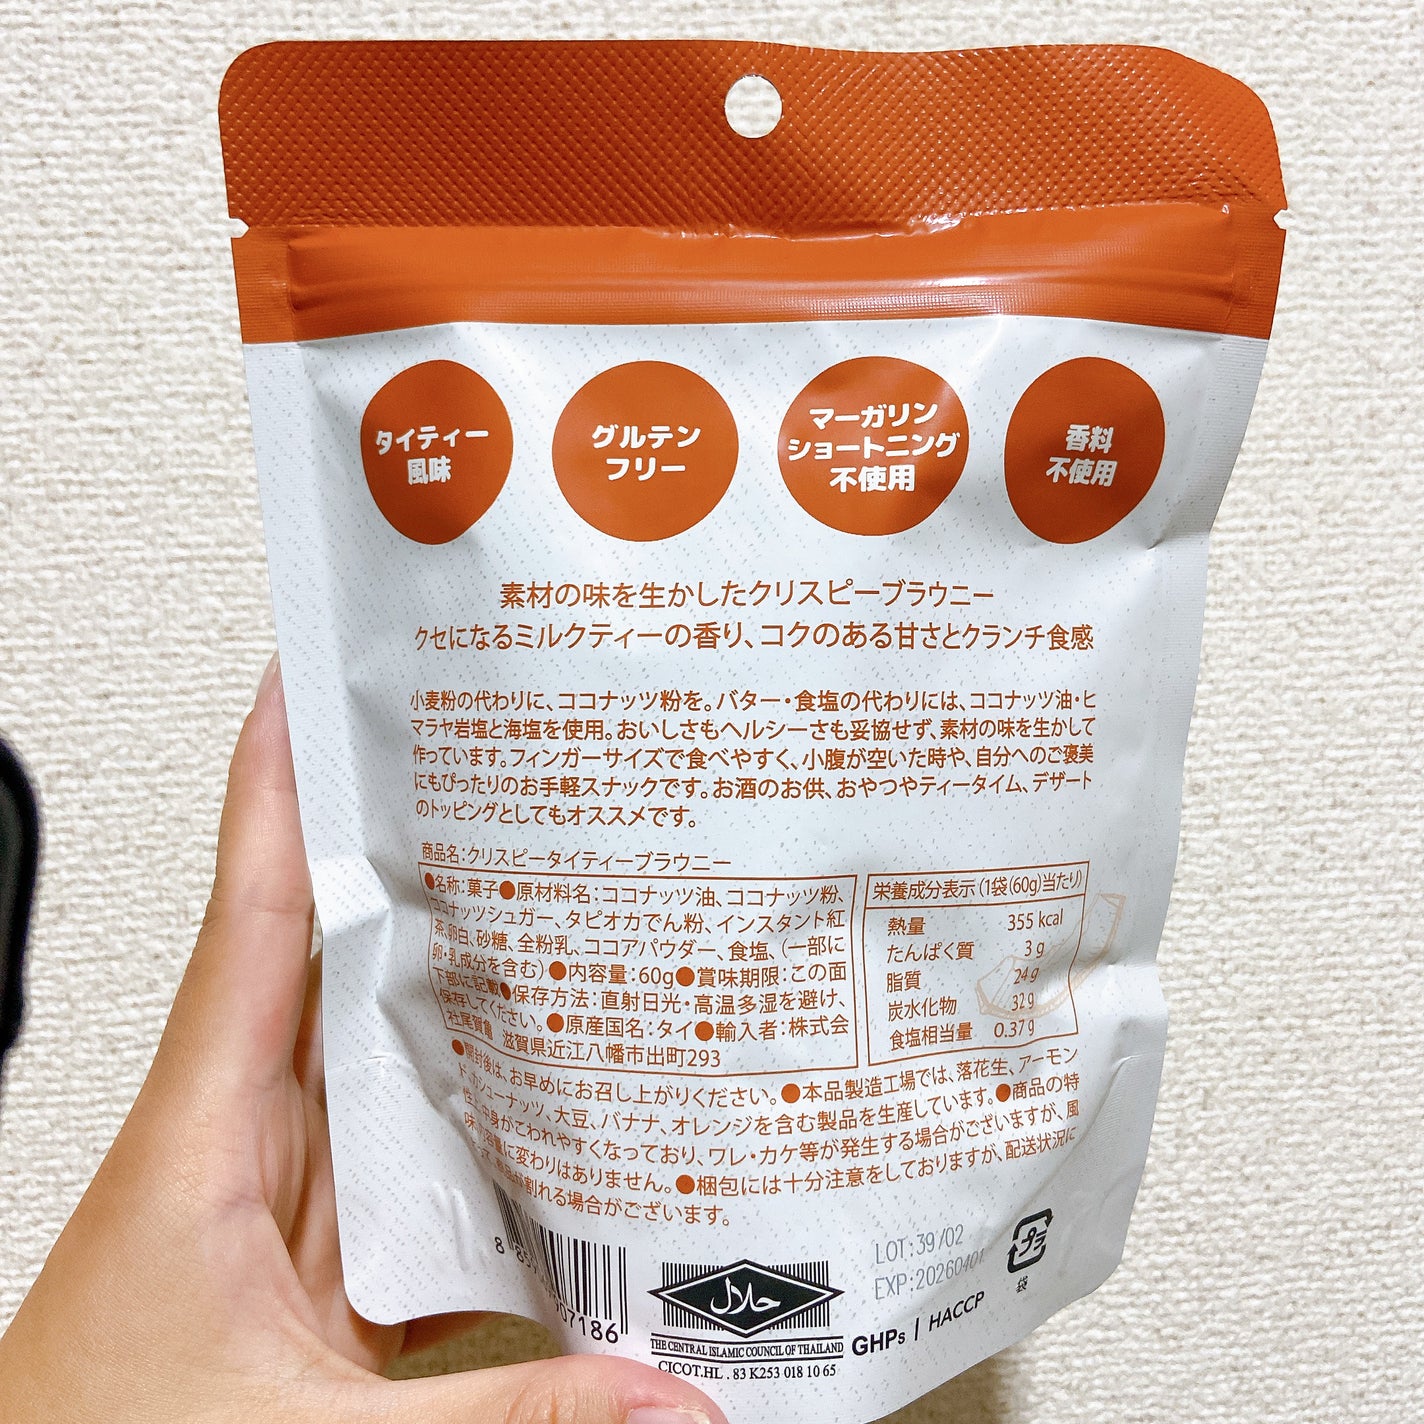 タイティー
風味
グルテン
フリー
マーガリン
ショートニング
不使用
香料
不使用
素材の味を生かしたクリスピーブラウニー
クセになるミルクティーの香り、コクのある甘さとクランチ食感
小麦粉の代わりに、ココナッツ粉を。バター・食塩の代わりには、ココナッツ油・ヒ
マラヤ岩塩と海塩を使用。おいしさもヘルシーさも妥協せず、素材の味を生かして
作っています。フィンガーサイズで食べやすく、小腹が空いた時や、自分へのご褒美
にもぴったりのお手軽スナックです。お酒のお供、おやつやティータイム、デザート
のトッピングとしてもオススメです。
商品名：クリスピータイティーブラウニー
●名称：菓子●原材料名：ココナッツ油、ココナッツ粉、
ココナッツシュガー、タピオカでん粉、インスタント紅
茶、卵白、砂糖、全粉乳、ココアパウダー、食塩、（一部に
卵・乳成分を含む）●内容量：60g●賞味期限：この面
下部に記載●保存方法：直射日光・高温多湿を避け、
保存してください。●原産国名：タイ●輸入者：株式会
社尾賀亀 滋賀県近江八幡市出町293
栄養成分表示（1袋(60g)当たり）
熱量 355 kcal
たんぱく質 3 g
脂質 24 g
炭水化物 32 g
食塩相当量 0.37 g
●開封後は、お早めにお召し上がりください。●本品製造工場では、落花生、アーモン
ド、カシューナッツ、大豆、バナナ、オレンジを含む製品を生産しています。●商品の特
性上中身がこわれやすくなっており、ワレ・カケ等が発生する場合がございますが、風
味や容量に変わりはありません。●梱包には十分注意をしておりますが、配送状況に
商品が割れる場合がございます。
07186
حلال
THE CENTRAL ISLAMIC COUNCIL OF THAILAND
CICOT.HL . 83 K253 018 10 65
LOT:39/02
EXP:20260401
GHPs | HACCP
プラ
袋